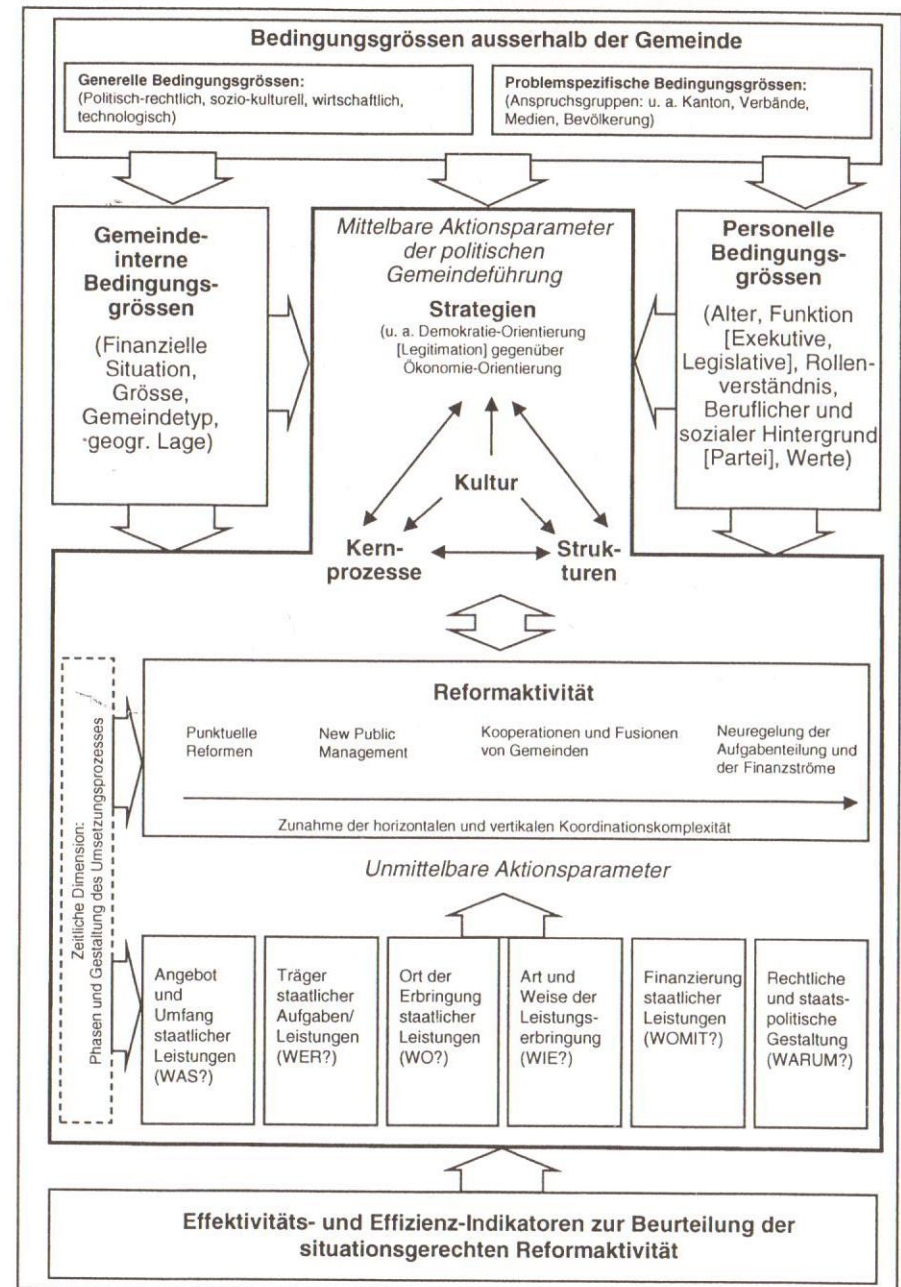 Bedingungsgrössen ausserhalb der Gemeinde
Generelle Bedingungsgrössen:
(Politisch-rechtlich, sozio-kulturell, wirtschaftlich,
technologisch)
Problemspezifische Bedingungsgrössen:
(Anspruchsgruppen: u. a. Kanton, Verbände,
Medien, Bevölkerung)
Gemeinde-
interne
Bedingungs-
grössen
(Finanzielle
Situation,
Grösse,
Gemeindetyp,
geogr. Lage)
Mittelbare Aktionsparameter
der politischen
Gemeindeführung
Strategien
(u. a. Demokratie-Orientierung
[Legitimation] gegenüber
Ökonomie-Orientierung
Kultur
Kern-
prozesse
Struk-
turen
Personelle
Bedingungs-
grössen
(Alter, Funktion
[Exekutive,
Legislative], Rollen-
verständnis,
Beruflicher und
sozialer Hintergrund
[Partei], Werte)
Zeitliche Dimension:
Phasen und Gestaltung des Umsetzungsprozesses
Reformaktivität
Punktuelle
Reformen
New Public
Management
Kooperationen und Fusionen
von Gemeinden
Neuregelung der
Aufgabenteilung und
der Finanzströme
Zunahme der horizontalen und vertikalen Koordinationskomplexität
Unmittelbare Aktionsparameter
Angebot
und
Umfang
staatlicher
Leistungen
(WAS?)
Träger
staatlicher
Aufgaben/
Leistungen
(WER?)
Ort der
Erbringung
staatlicher
Leistungen
(WO?)
Art und
Weise der
Leistungs-
erbringung
(WIE?)
Finanzierung
staatlicher
Leistungen
(WOMIT?)
Rechtliche
und staats-
politische
Gestaltung
(WARUM?)
Effektivitäts- und Effizienz-Indikatoren zur Beurteilung der
situationsgerechten Reformaktivität